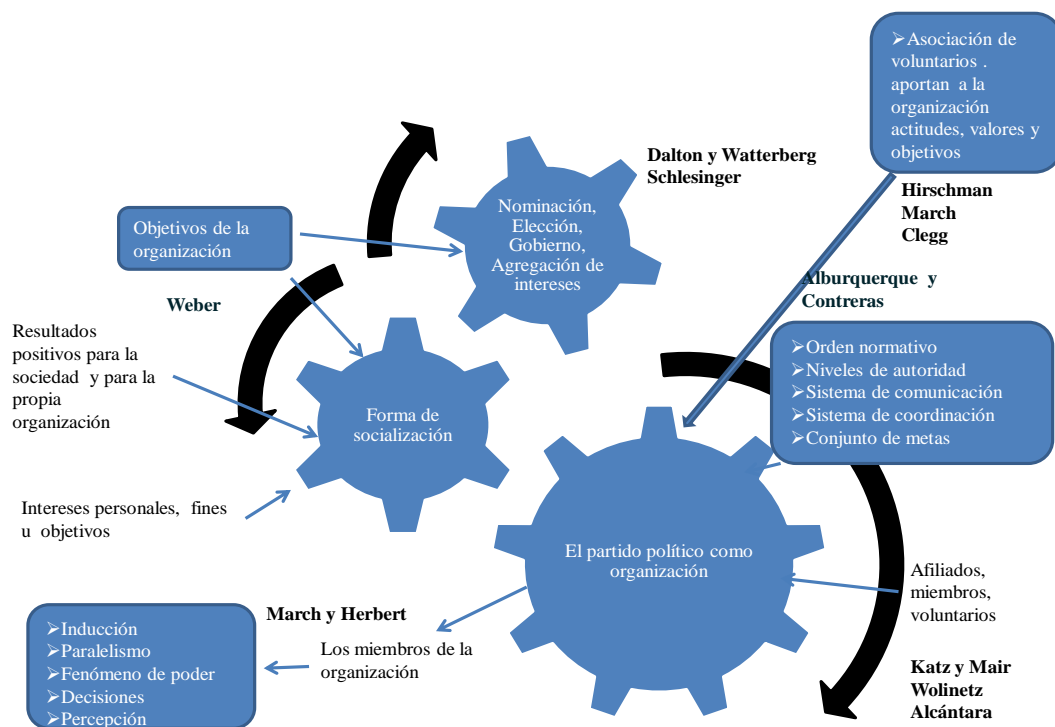 ➢Asociación de
voluntarios .
aportan a la
organización
actitudes, valores y
objetivos
Dalton y Watterberg
Schlesinger
Hirschman
March
Clegg
Nominación,
Elección,
Gobierno,
Agregación de
intereses
Objetivos de la
organización
Weber
Alburquerque y
Contreras
Resultados
positivos para la
sociedad y para la
propia
organización
➢Orden normativo
➢Niveles de autoridad
➢Sistema de comunicación
➢Sistema de coordinación
➢Conjunto de metas
Forma de
socialización
Intereses personales, fines
u objetivos
El partido político como
organización
Afiliados,
miembros,
voluntarios
March y Herbert
Los miembros de la
organización
➢Inducción
➢Paralelismo
➢Fenómeno de poder
➢Decisiones
➢Percepción
Katz y Mair
Wolinetz
Alcántara